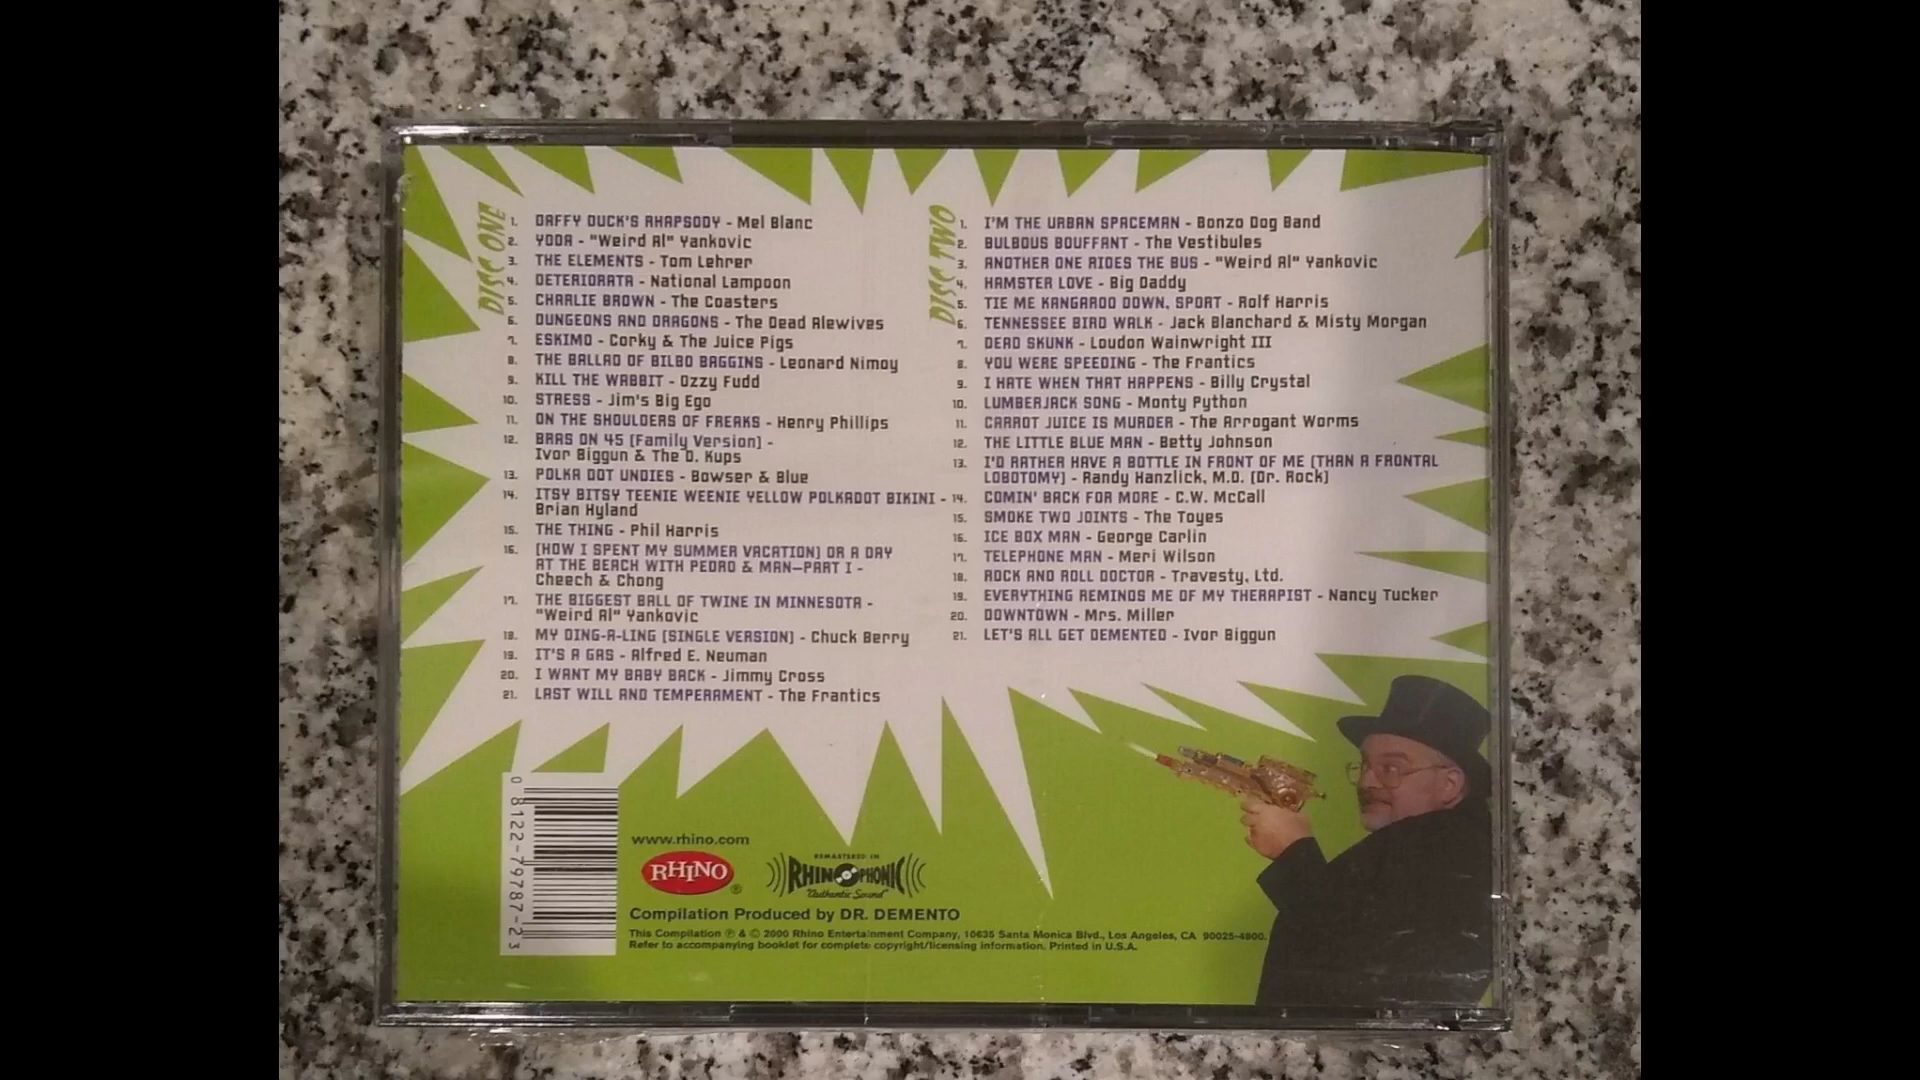 DISC ONE
1. DAFFY DUCK'S RHAPSODY - Mel Blanc
2. YODA - "Weird Al" Yankovic
3. THE ELEMENTS - Tom Lehrer
4. DETERIORATA - National Lampoon
5. CHARLIE BROWN - The Coasters
6. DUNGEONS AND DRAGONS - The Dead Alewives
7. ESKIMO - Corky & The Juice Pigs
8. THE BALLAD OF BILBO BAGGINS - Leonard Nimoy
9. KILL THE WABBIT - Ozzy Fudd
10. STRESS - Jim's Big Ego
11. ON THE SHOULDERS OF FREAKS - Henry Phillips
12. BRAS ON 45 (Family Version) -
Ivor Biggun & The D. Kups
13. POLKA DOT UNDIES - Bowser & Blue
14. ITSY BITSY TEENIE WEENIE YELLOW POLKADOT BIKINI -
Brian Hyland
15. THE THING - Phil Harris
16. (HOW I SPENT MY SUMMER VACATION) OR A DAY
AT THE BEACH WITH PEDRO & MAN—PART I -
Cheech & Chong
17. THE BIGGEST BALL OF TWINE IN MINNESOTA -
"Weird Al" Yankovic
18. MY DING-A-LING (SINGLE VERSION) - Chuck Berry
19. IT'S A GAS - Alfred E. Neuman
20. I WANT MY BABY BACK - Jimmy Cross
21. LAST WILL AND TEMPERAMENT - The Frantics
DISC TWO
1. I'M THE URBAN SPACEMAN - Bonzo Dog Band
2. BULBOUS BOUFFANT - The Vestibules
3. ANOTHER ONE RIDES THE BUS - "Weird Al" Yankovic
4. HAMSTER LOVE - Big Daddy
5. TIE ME KANGAROO DOWN, SPORT - Rolf Harris
6. TENNESSEE BIRD WALK - Jack Blanchard & Misty Morgan
7. DEAD SKUNK - Loudon Wainwright III
8. YOU WERE SPEEDING - The Frantics
9. I HATE WHEN THAT HAPPENS - Billy Crystal
10. LUMBERJACK SONG - Monty Python
11. CARROT JUICE IS MURDER - The Arrogant Worms
12. THE LITTLE BLUE MAN - Betty Johnson
13. I'D RATHER HAVE A BOTTLE IN FRONT OF ME (THAN A FRONTAL
LOBOTOMY) - Randy Hanzlick, M.D. (Dr. Rock)
14. COMIN' BACK FOR MORE - C.W. McCall
15. SMOKE TWO JOINTS - The Toyes
16. ICE BOX MAN - George Carlin
17. TELEPHONE MAN - Meri Wilson
18. ROCK AND ROLL DOCTOR - Travesty, Ltd.
19. EVERYTHING REMINDS ME OF MY THERAPIST - Nancy Tucker
20. DOWNTOWN - Mrs. Miller
21. LET'S ALL GET DEMENTED - Ivor Biggun
0 8122-79787-2 3
www.rhino.com
RHINO ®
REMASTERED IN
RHINOPHONIC
"Authentic Sound"
Compilation Produced by DR. DEMENTO
This Compilation ℗ & © 2000 Rhino Entertainment Company, 10635 Santa Monica Blvd., Los Angeles, CA 90025-4900.
Refer to accompanying booklet for complete copyright/licensing information. Printed in U.S.A.